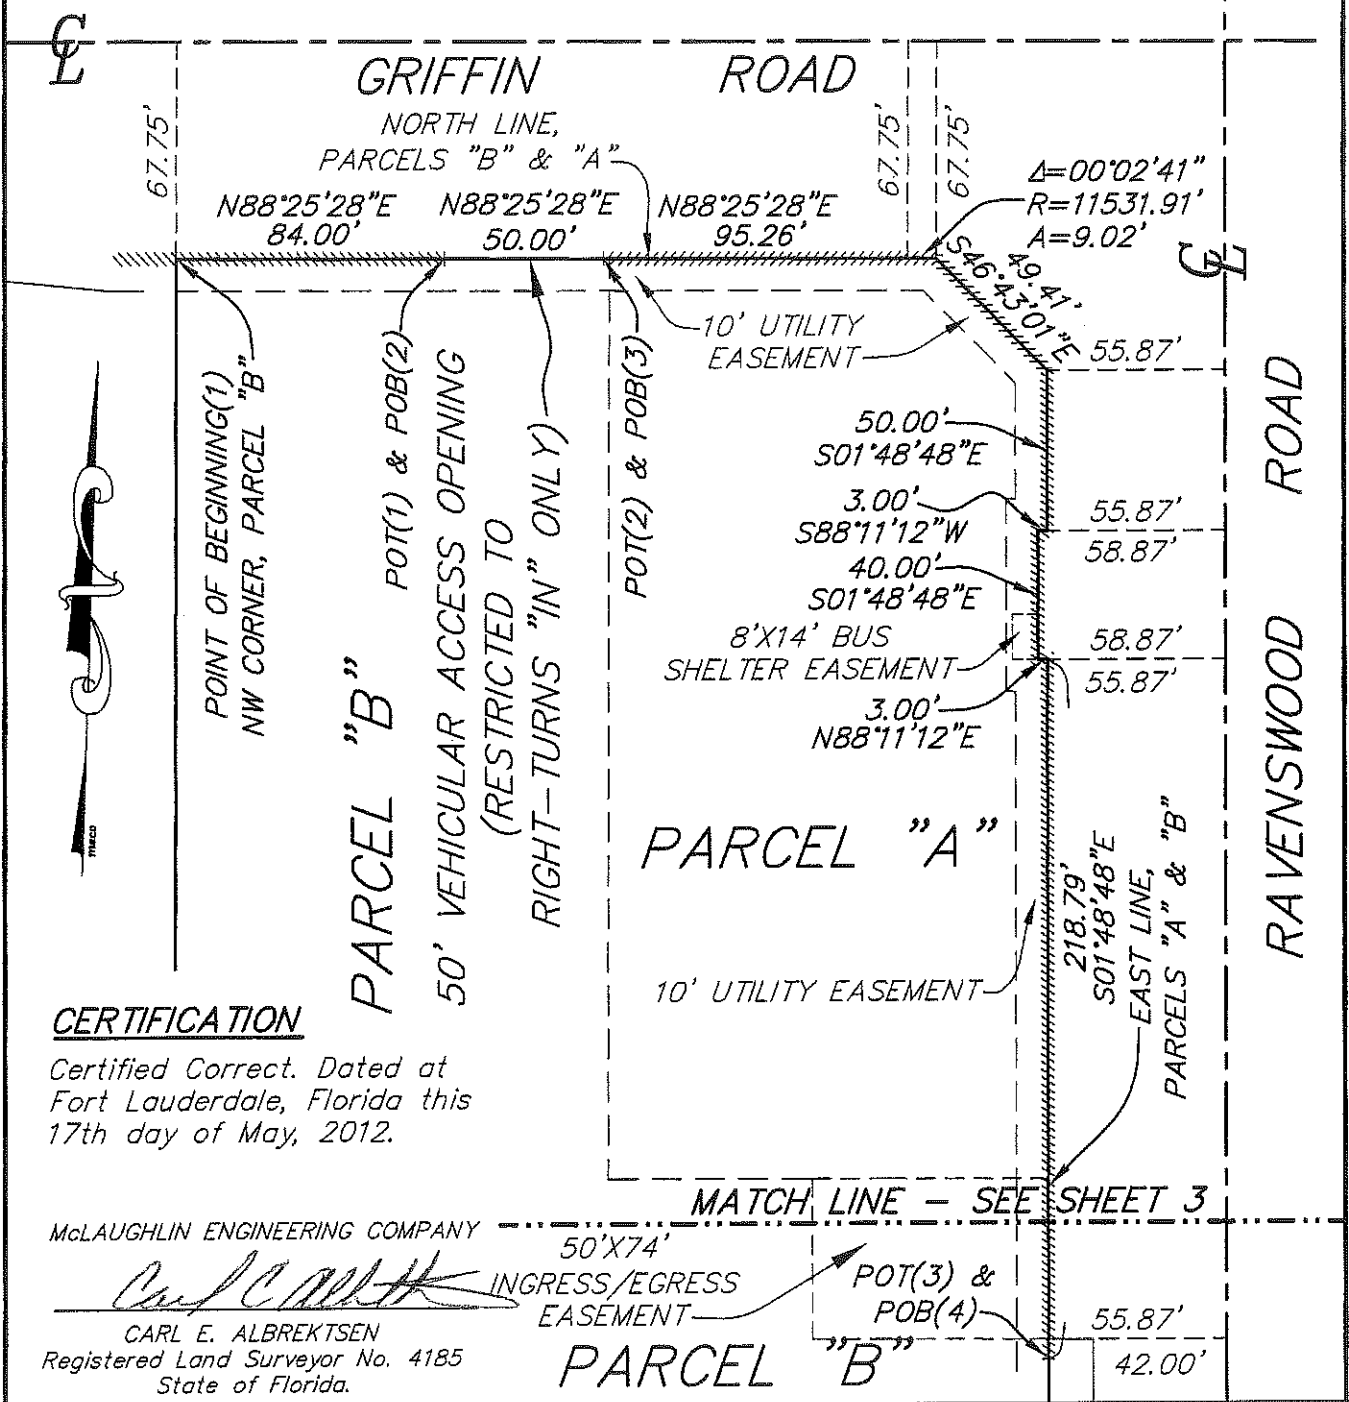 CL
GRIFFIN ROAD
NORTH LINE,
PARCELS "B" & "A"
67.75'
67.75'
67.75'
N88°25'28"E
84.00'
N88°25'28"E
50.00'
N88°25'28"E
95.26'
Δ=00°02'41"
R=11531.91'
A=9.02'
CL
49.41'
S46°43'01"E
10' UTILITY
EASEMENT
55.87'
50.00'
S01°48'48"E
3.00'
S88°11'12"W
55.87'
58.87'
40.00'
S01°48'48"E
8'X14' BUS
SHELTER EASEMENT
58.87'
55.87'
3.00'
N88°11'12"E
POINT OF BEGINNING(1)
NW CORNER, PARCEL "B"
POT(1) & POB(2)
50' VEHICULAR ACCESS OPENING
(RESTRICTED TO
RIGHT-TURNS "IN" ONLY)
POT(2) & POB(3)
PARCEL "B"
PARCEL "A"
RAVENSWOOD ROAD
meco
218.79'
S01°48'48"E
EAST LINE,
PARCELS "A" & "B"
10' UTILITY EASEMENT
CERTIFICATION
Certified Correct. Dated at
Fort Lauderdale, Florida this
17th day of May, 2012.
MATCH LINE - SEE SHEET 3
McLAUGHLIN ENGINEERING COMPANY
50'X74'
INGRESS/EGRESS
EASEMENT
POT(3) &
POB(4)
55.87'
42.00'
CARL E. ALBREKTSEN
Registered Land Surveyor No. 4185
State of Florida.
PARCEL "B"